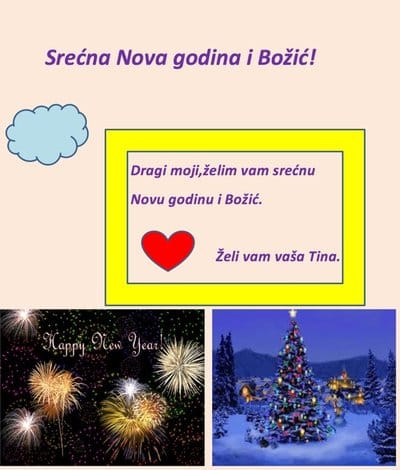 Srećna Nova godina i Božić!
Dragi moji,želim vam srećnu
Novu godinu i Božić.
Želi vam vaša Tina.
Happy New Year!